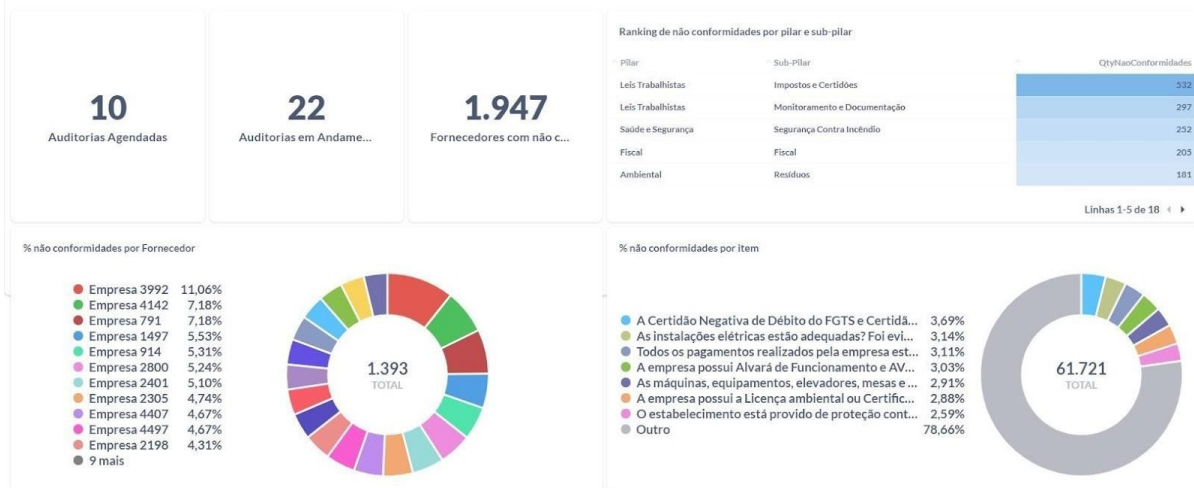 10
Auditorias Agendadas
22
Auditorias em Andame...
1.947
Fornecedores com não c...
Ranking de não conformidades por pilar e sub-pilar
Pilar Sub-Pilar QtyNaoConformidades
Leis Trabalhistas Impostos e Certidões 532
Leis Trabalhistas Monitoramento e Documentação 297
Saúde e Segurança Segurança Contra Incêndio 252
Fiscal Fiscal 205
Ambiental Resíduos 181
Linhas 1-5 de 18
% não conformidades por Fornecedor
Empresa 3992 11,06%
Empresa 4142 7,18%
Empresa 791 7,18%
Empresa 1497 5,53%
Empresa 914 5,31%
Empresa 2800 5,24%
Empresa 2401 5,10%
Empresa 2305 4,74%
Empresa 4407 4,67%
Empresa 4497 4,67%
Empresa 2198 4,31%
9 mais
1.393
TOTAL
% não conformidades por item
A Certidão Negativa de Débito do FGTS e Certidã... 3,69%
As instalações elétricas estão adequadas? Foi evi... 3,14%
Todos os pagamentos realizados pela empresa est... 3,11%
A empresa possui Alvará de Funcionamento e AV... 3,03%
As máquinas, equipamentos, elevadores, mesas e ... 2,91%
A empresa possui a Licença ambiental ou Certific... 2,88%
O estabelecimento está provido de proteção cont... 2,59%
Outro 78,66%
61.721
TOTAL